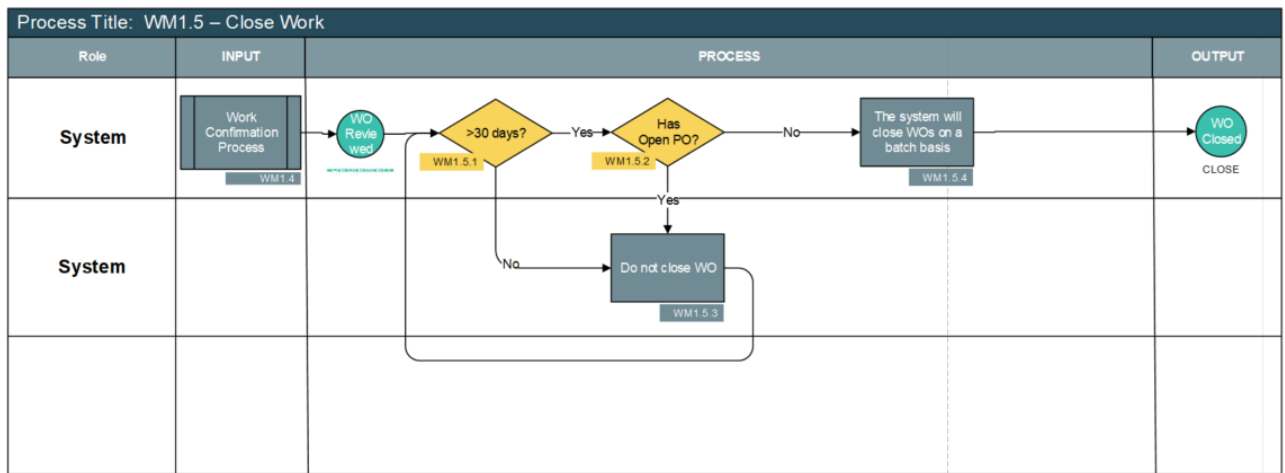 Process Title: WM1.5 – Close Work
Role
INPUT
PROCESS
OUTPUT
System
Work
Confirmation
Process
WM1.4
WO
Revie
wed
>30 days?
WM1.5.1
Yes
Has
Open PO?
WM1.5.2
No
The system will
close WOs on a
batch basis
WM1.5.4
WO
Closed
CLOSE
Yes
System
No
Do not close WO
WM1.5.3